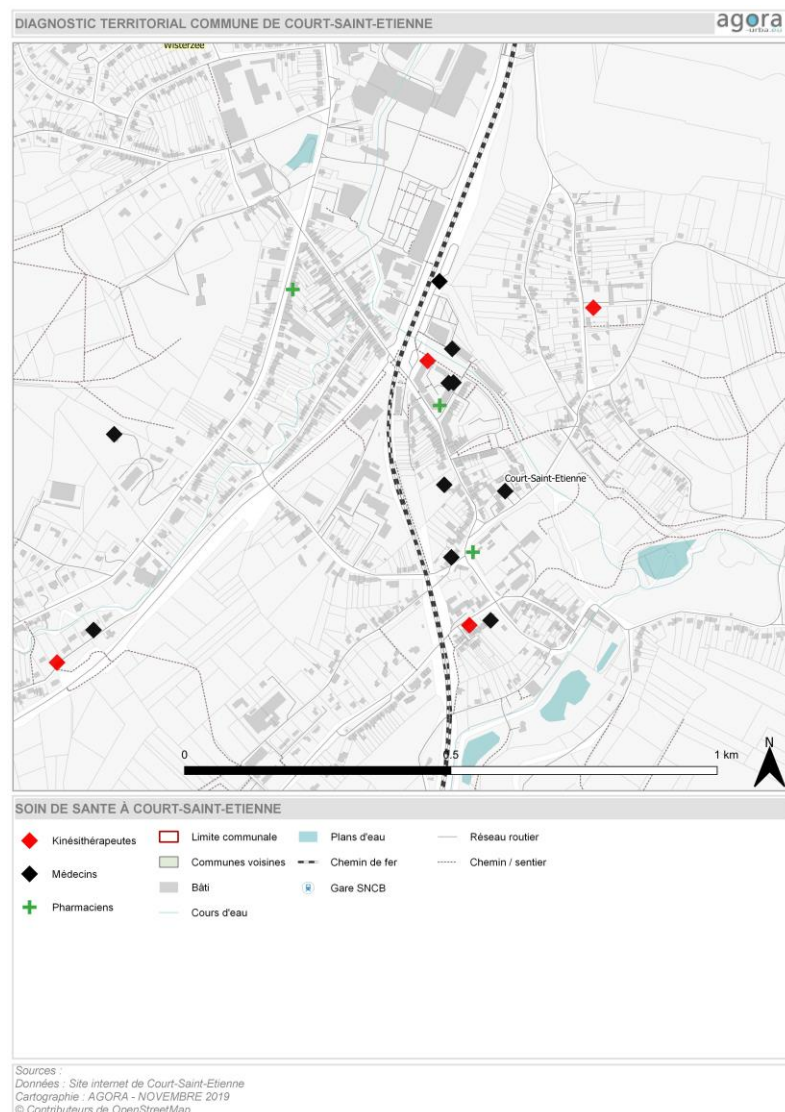 DIAGNOSTIC TERRITORIAL COMMUNE DE COURT-SAINT-ETIENNE
agora
-urba.eu
Wisterzée
Court-Saint-Etienne
0 0.5 1 km
N
SOIN DE SANTE À COURT-SAINT-ETIENNE
Kinésithérapeutes
Médecins
Pharmaciens
Limite communale
Communes voisines
Bâti
Cours d'eau
Plans d'eau
Chemin de fer
Gare SNCB
Réseau routier
Chemin / sentier
Sources :
Données : Site internet de Court-Saint-Etienne
Cartographie : AGORA - NOVEMBRE 2019
© Contributeurs de OpenStreetMap